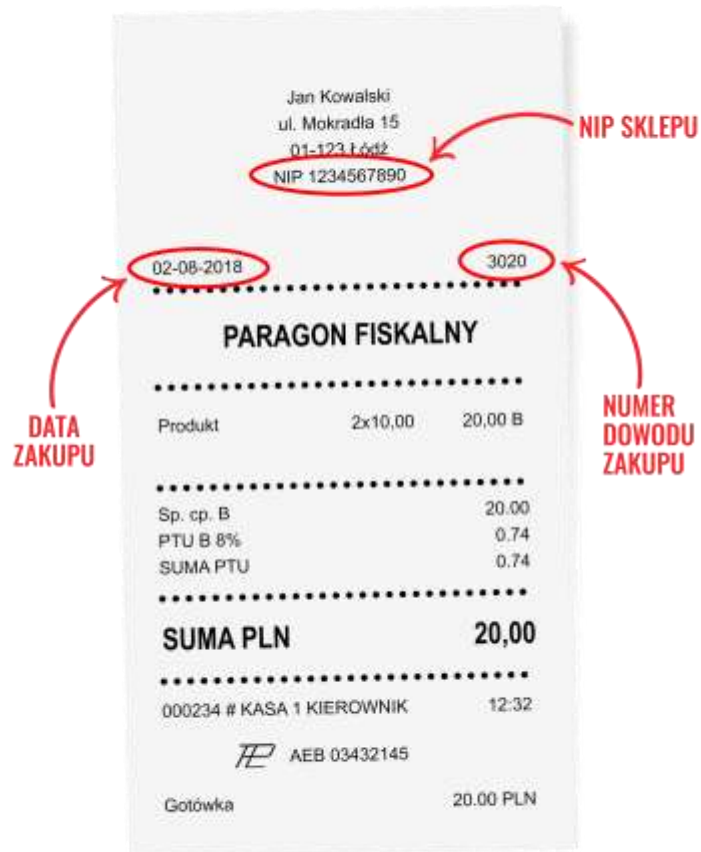 Jan Kowalski
ul. Mokradła 15
01-123 Łódź
NIP 1234567890
NIP SKLEPU
02-08-2018 3020
PARAGON FISKALNY
DATA
ZAKUPU
NUMER
DOWODU
ZAKUPU
Produkt 2x10,00 20,00 B
Sp. cp. B 20.00
PTU B 8% 0.74
SUMA PTU 0.74
SUMA PLN 20,00
000234 # KASA 1 KIEROWNIK 12:32
AEB 03432145
Gotówka 20.00 PLN